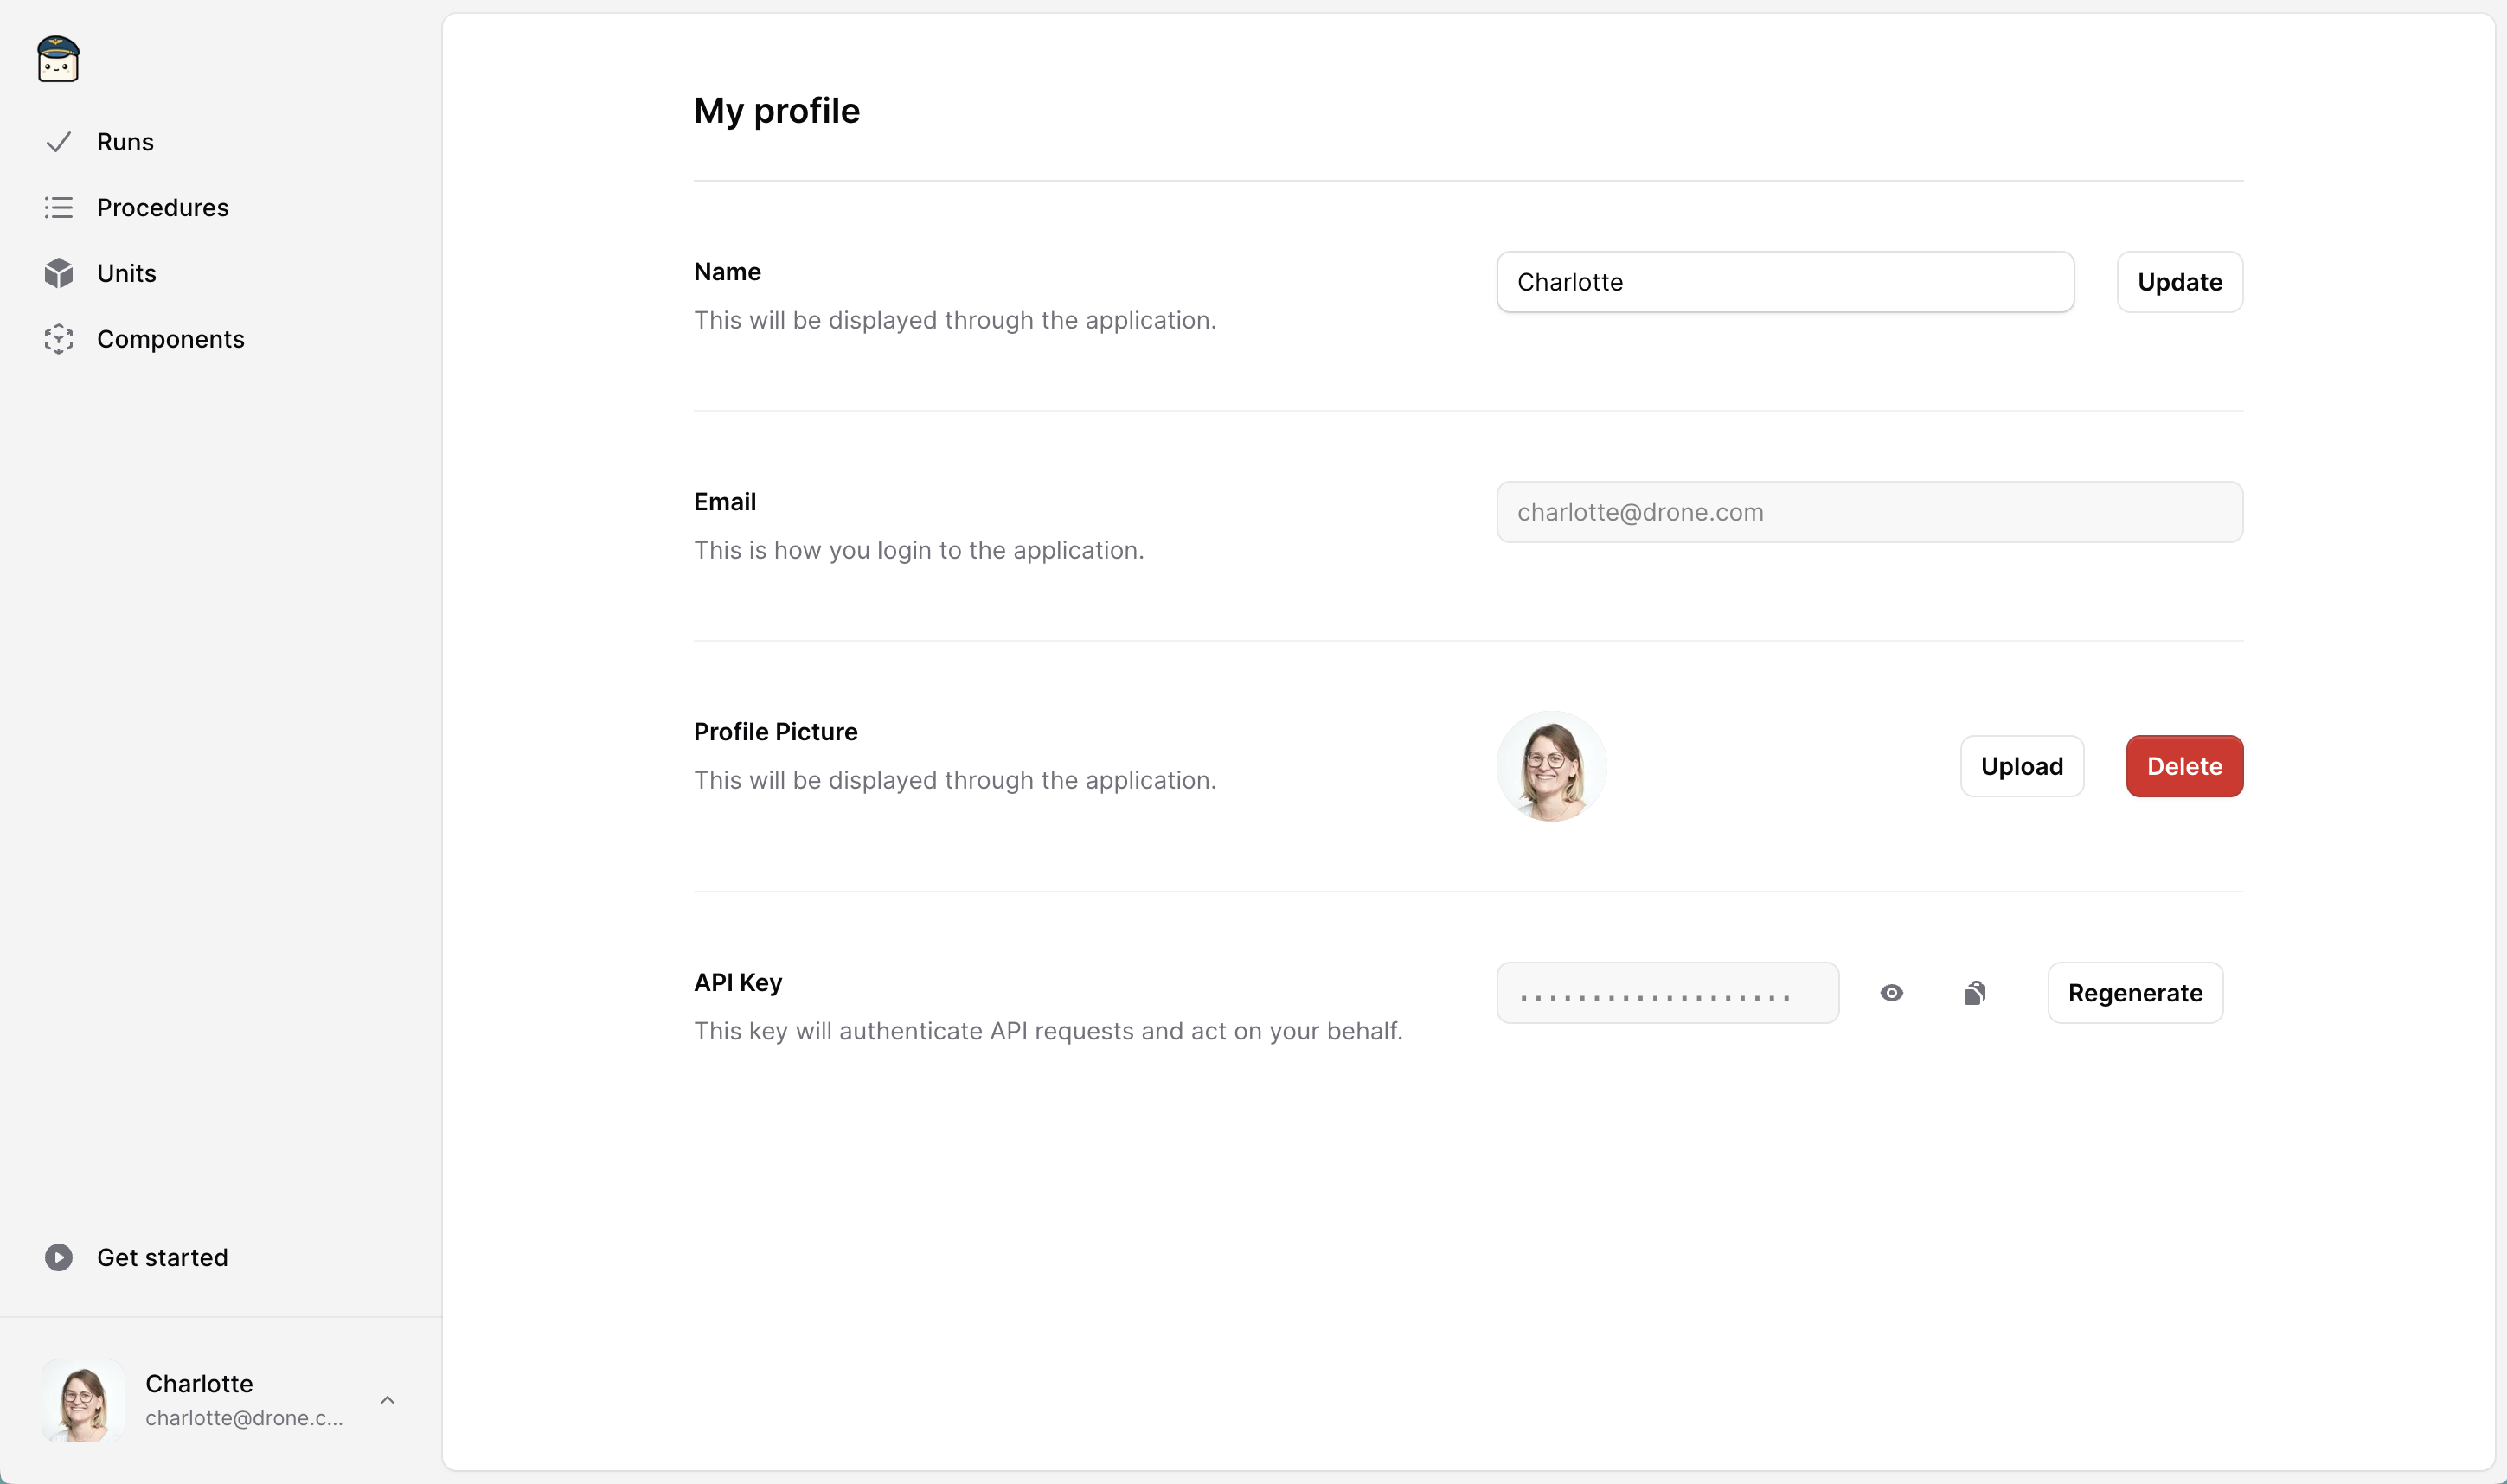 Runs
Procedures
Units
Components
Get started
Charlotte
charlotte@drone.c...
My profile
Name
This will be displayed through the application.
Charlotte
Update
Email
This is how you login to the application.
charlotte@drone.com
Profile Picture
This will be displayed through the application.
Upload
Delete
API Key
This key will authenticate API requests and act on your behalf.
...................
Regenerate